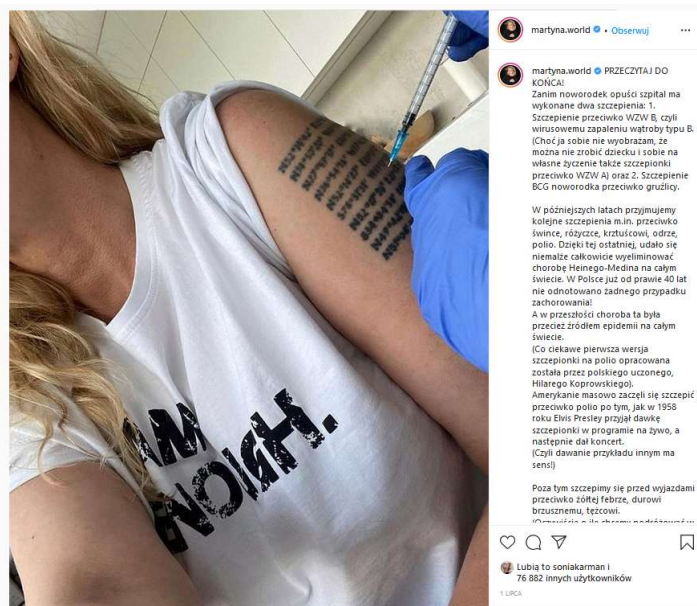 AM
ENOUGH.
martyna.world • Obserwuj
martyna.world PRZECZYTAJ DO
KOŃCA!
Zanim noworodek opuści szpital ma
wykonane dwa szczepienia: 1.
Szczepienie przeciwko WZW B, czyli
wirusowemu zapaleniu wątroby typu B.
(Choć ja sobie nie wyobrażam, że
można nie zrobić dziecku i sobie na
własne życzenie także szczepionki
przeciwko WZW A) oraz 2. Szczepienie
BCG noworodka przeciwko gruźlicy.
W późniejszych latach przyjmujemy
kolejne szczepienia m.in. przeciwko
śwince, różyczce, krztuścowi, odrze,
polio. Dzięki tej ostatniej, udało się
niemalże całkowicie wyeliminować
chorobę Heinego-Medina na całym
świecie. W Polsce już od prawie 40 lat
nie odnotowano żadnego przypadku
zachorowania!
A w przeszłości choroba ta była
przecież źródłem epidemii na całym
świecie.
(Co ciekawe pierwsza wersja
szczepionki na polio opracowana
została przez polskiego uczonego,
Hilarego Koprowskiego).
Amerykanie masowo zaczęli się szczepić
przeciwko polio po tym, jak w 1958
roku Elvis Presley przyjął dawkę
szczepionki w programie na żywo, a
następnie dał koncert.
(Czyli dawanie przykładu innym ma
sens!)
Poza tym szczepimy się przed wyjazdami
przeciwko żółtej febrze, durowi
brzusznemu, tężcowi.
(Oczywiście o ile chcemy podróżować w
Lubią to soniakarman i
76 882 innych użytkowników
1 LIPCA